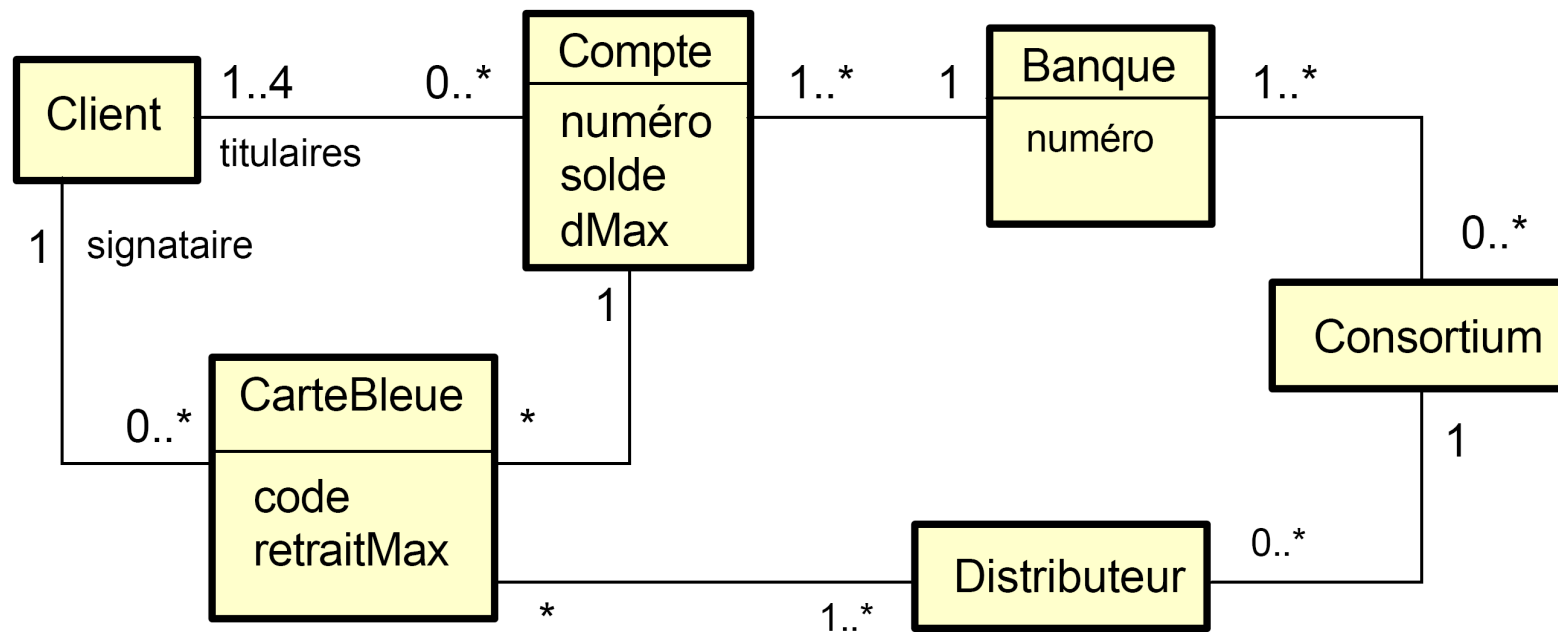 Client
1..4
titulaires
0..*
Compte
numéro
solde
dMax
1..*
1
Banque
numéro
1..*
0..*
Consortium
1
signataire
0..*
CarteBleue
code
retraitMax
1
*
*
1..*
Distributeur
0..*
1